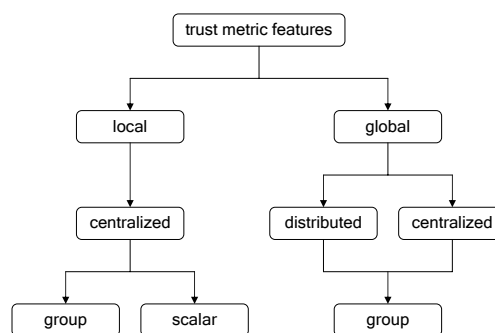 trust metric features
local
global
centralized
distributed
centralized
group
scalar
group